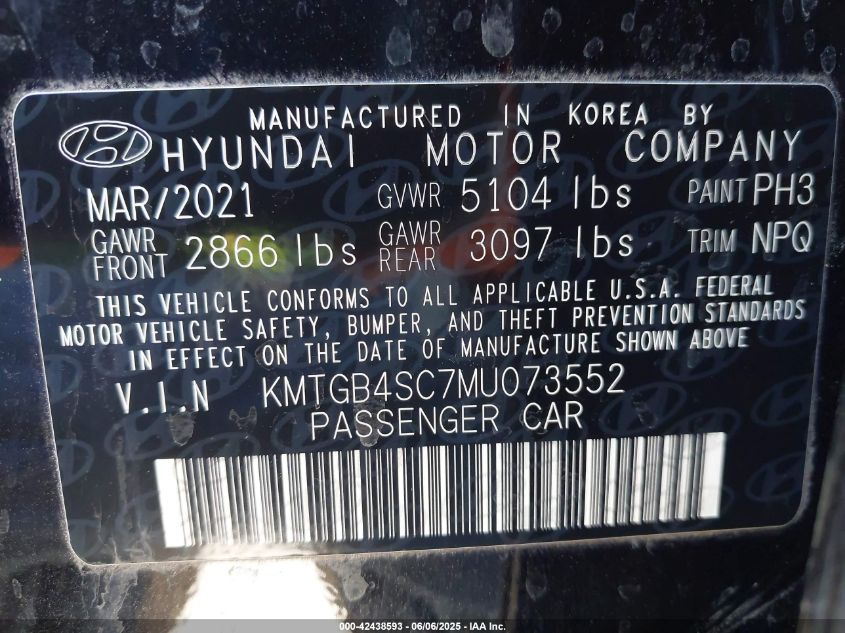 MANUFACTURED IN KOREA BY
HYUNDAI MOTOR COMPANY
MAR/2021 GVWR 5104 lbs PAINT PH3
GAWR FRONT 2866 lbs GAWR REAR 3097 lbs TRIM NPQ
THIS VEHICLE CONFORMS TO ALL APPLICABLE U.S.A. FEDERAL
MOTOR VEHICLE SAFETY, BUMPER, AND THEFT PREVENTION STANDARDS
IN EFFECT ON THE DATE OF MANUFACTURE SHOWN ABOVE
V.I.N KMTGB4SC7MU073552
PASSENGER CAR
000-42438593 - 06/06/2025 - IAA Inc.